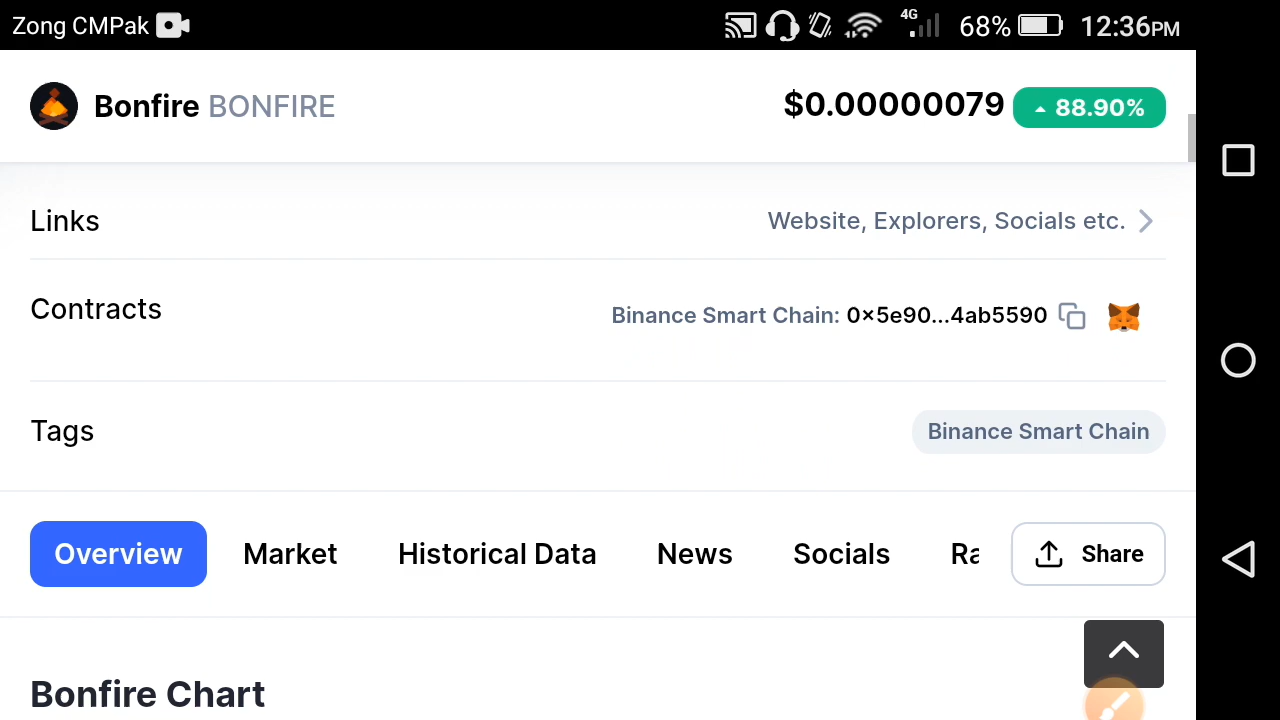 Zong CMPak 4G 68% 12:36PM
Bonfire BONFIRE $0.00000079 88.90%
Links Website, Explorers, Socials etc.
Contracts Binance Smart Chain: 0x5e90...4ab5590
Tags Binance Smart Chain
Overview Market Historical Data News Socials Ra Share
Bonfire Chart